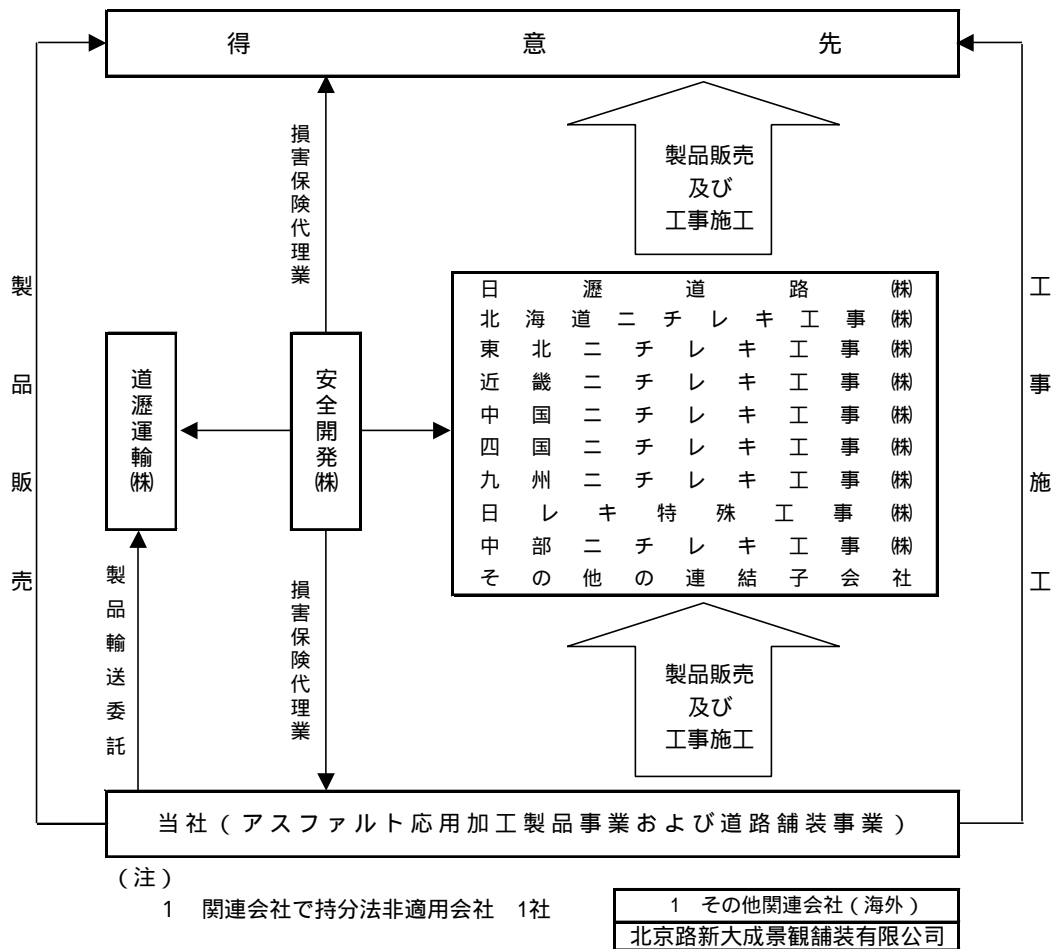 得意先
損害保険代理業
製品販売
及び
工事施工
製品販売
工事施工
日瀝道路㈱
北海道ニチレキ工事㈱
東北ニチレキ工事㈱
近畿ニチレキ工事㈱
中国ニチレキ工事㈱
四国ニチレキ工事㈱
九州ニチレキ工事㈱
日レキ特殊工事㈱
中部ニチレキ工事㈱
その他の連結子会社
道瀝運輸㈱
安全開発㈱
製品輸送委託
損害保険代理業
製品販売
及び
工事施工
当社(アスファルト応用加工製品事業および道路舗装事業)
(注)
1 関連会社で持分法非適用会社 1社
1 その他関連会社(海外)
北京路新大成景観舗装有限公司